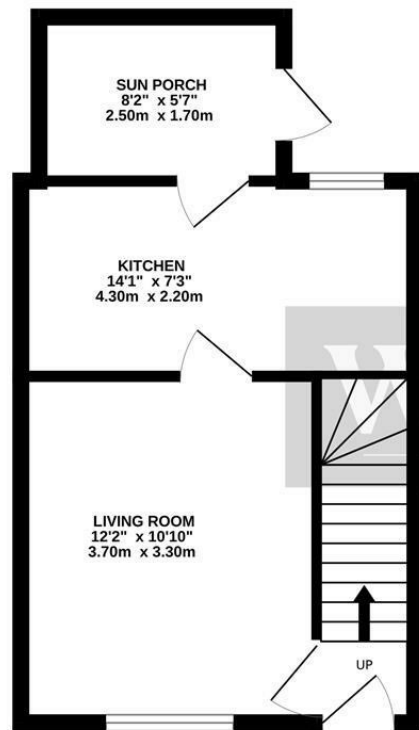 SUN PORCH
8'2" x 5'7"
2.50m x 1.70m
KITCHEN
14'1" x 7'3"
4.30m x 2.20m
W
LIVING ROOM
12'2" x 10'10"
3.70m x 3.30m
UP